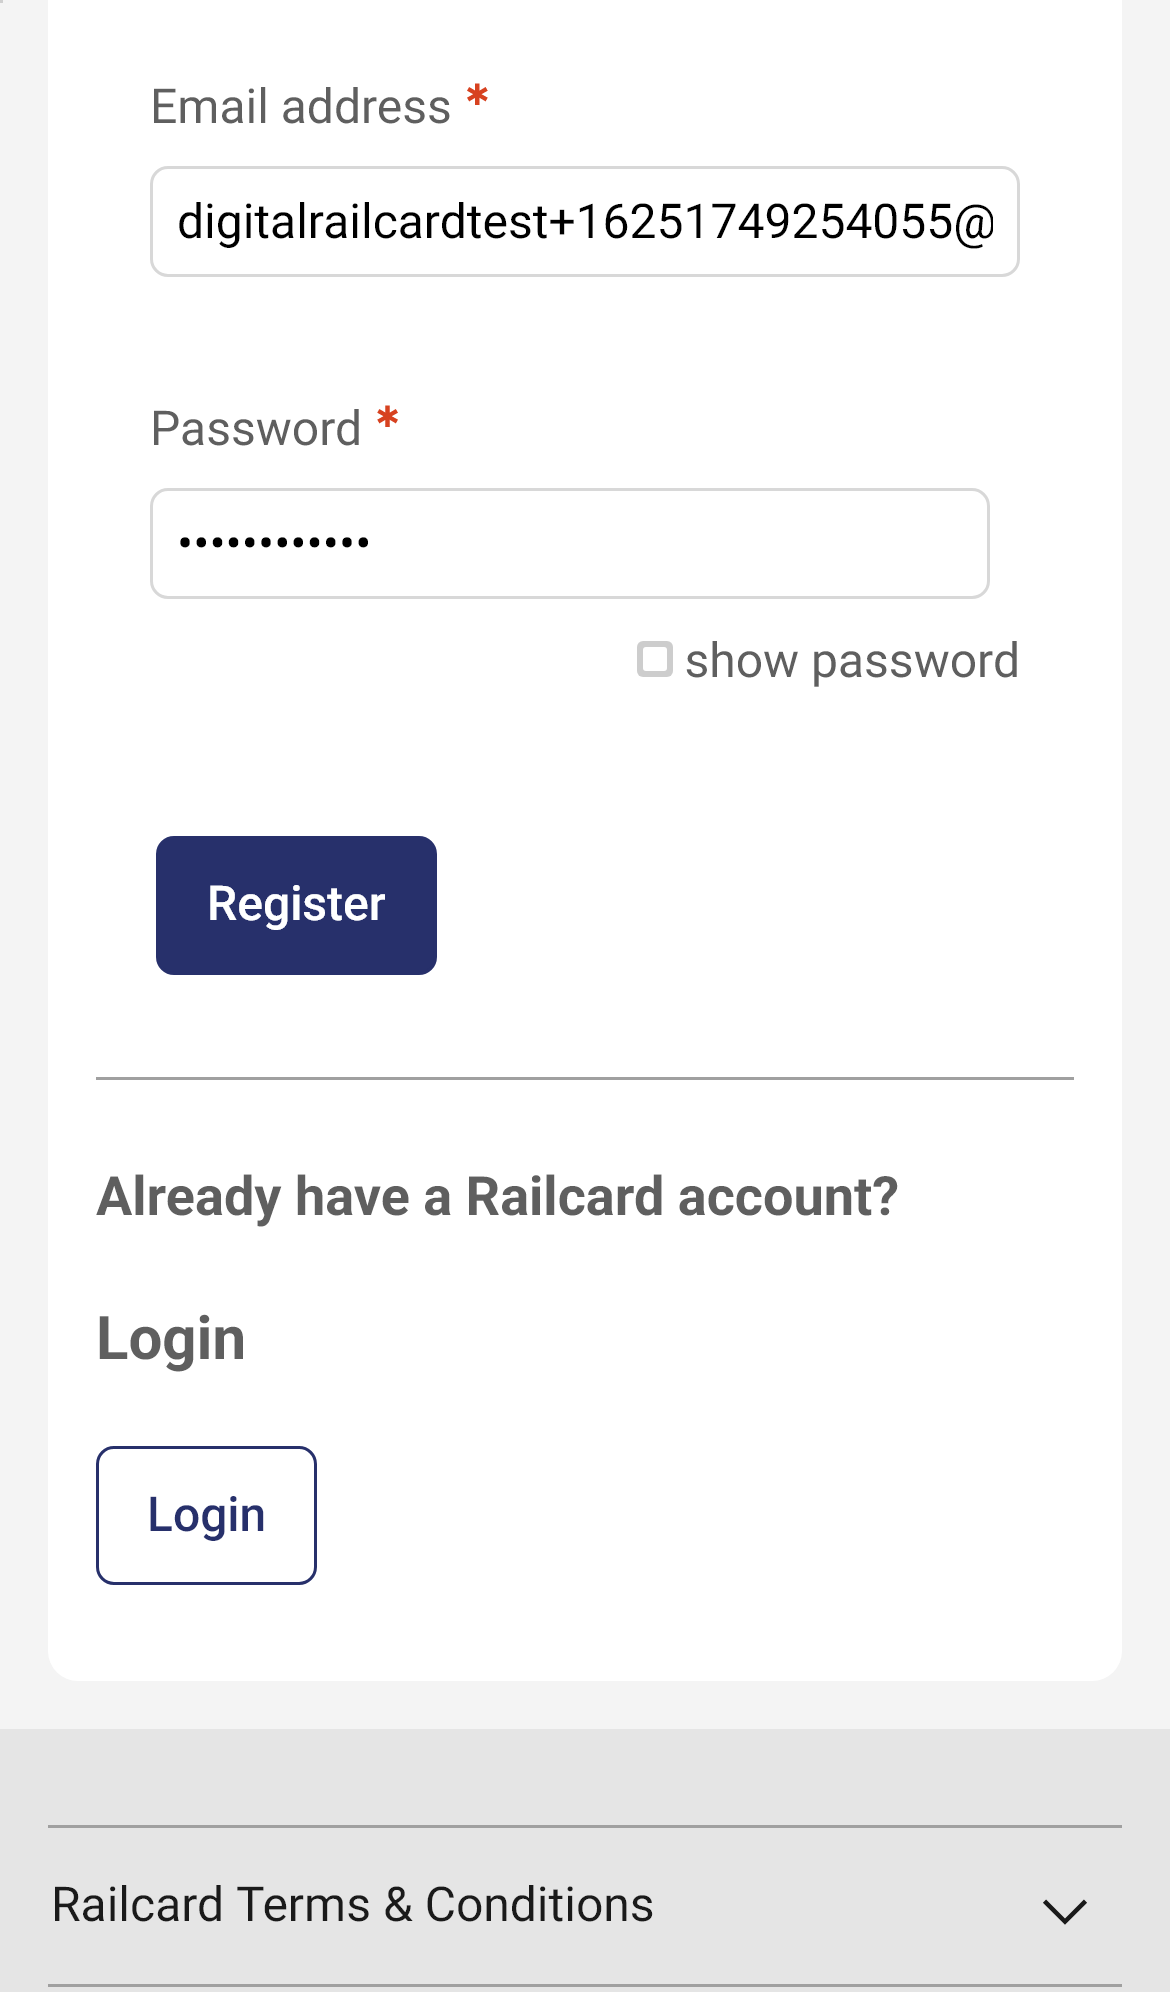 Email address *
digitalrailcardtest+16251749254055@
Password *
••••••••••••
show password
Register
Already have a Railcard account?
Login
Login
Railcard Terms & Conditions